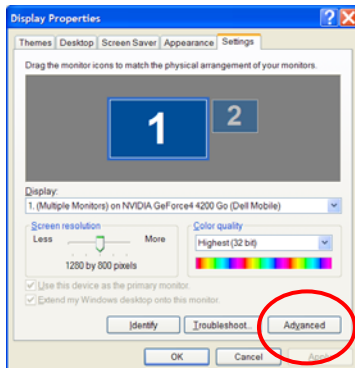 Display Properties
Themes Desktop Screen Saver Appearance Settings
Drag the monitor icons to match the physical arrangement of your monitors.
1 2
Display:
1. (Multiple Monitors) on NVIDIA GeForce4 4200 Go (Dell Mobile)
Screen resolution Color quality
Less More Highest (32 bit)
1280 by 800 pixels
Use this device as the primary monitor.
Extend my Windows desktop onto this monitor.
Identify Troubleshoot... Advanced
OK Cancel Apply